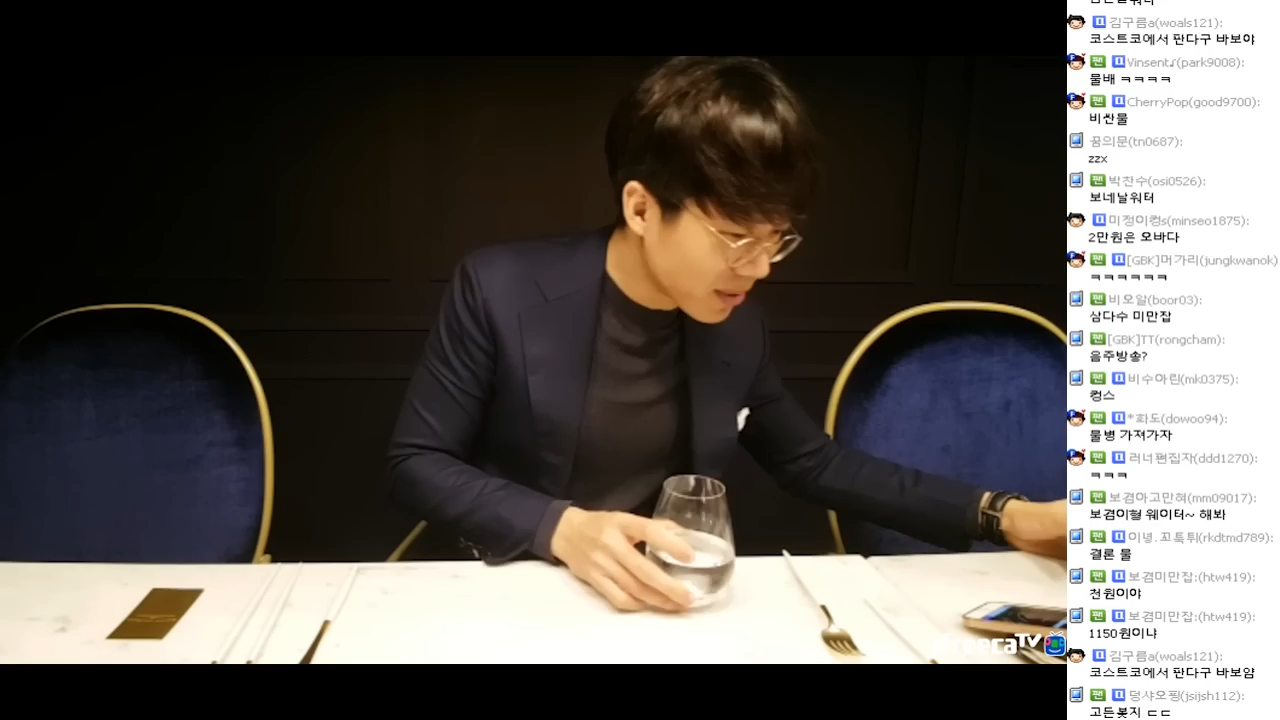 김구름a(woals121):
코스트코에서 판다구 바보야
Vinsent♪(park9008):
물배 ㅋㅋㅋㅋ
CherryPop(good9700):
비싼물
꿈의문(tn0687):
zzx
박찬수(osi0526):
보네날워터
미정이컹s(minseo1875):
2만원은 오바다
[GBK]머가리(jungkwanok)
ㅋㅋㅋㅋㅋㅋ
비모알(boor03):
삼다수 미만잡
[GBK]TT(rongcham):
음주방송?
비수아린(mk0375):
컹스
*화도(dowoo94):
물병 가져가자
러너편집자(ddd1270):
ㅋㅋㅋ
보겸아고만혀(mm09017):
보겸이형 웨이터~ 해봐
이녕.꼬툭튀(rkdtmd789):
결론 물
보겸미만잡:(htw419):
천원이야
보겸미만잡:(htw419):
1150원이냐
김구름a(woals121):
코스트코에서 판다구 바보얌
덩샤오핑(jsijsh112):
고든봊지 ㄷㄷ
afreecaTV